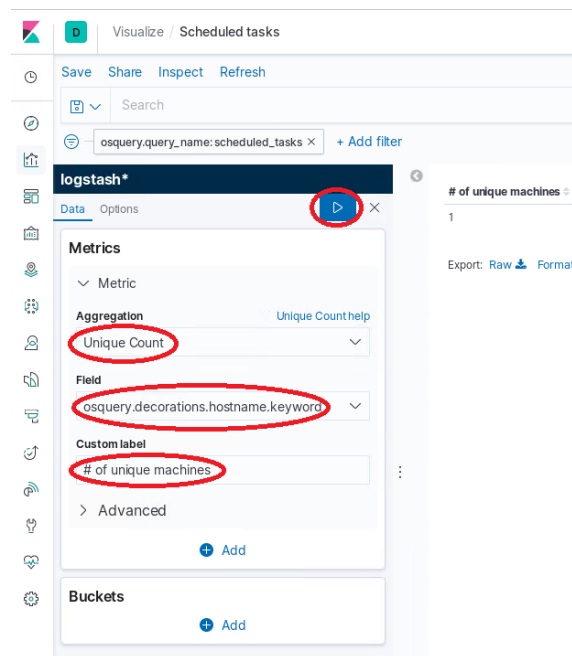 D Visualize / Scheduled tasks
Save Share Inspect Refresh
Search
osquery.query_name: scheduled_tasks × + Add filter
logstash*
Data Options
Metrics
Metric
Aggregation Unique Count help
Unique Count
Field
osquery.decorations.hostname.keyword
Custom label
# of unique machines
Advanced
Add
Buckets
Add
# of unique machines
1
Export: Raw Format